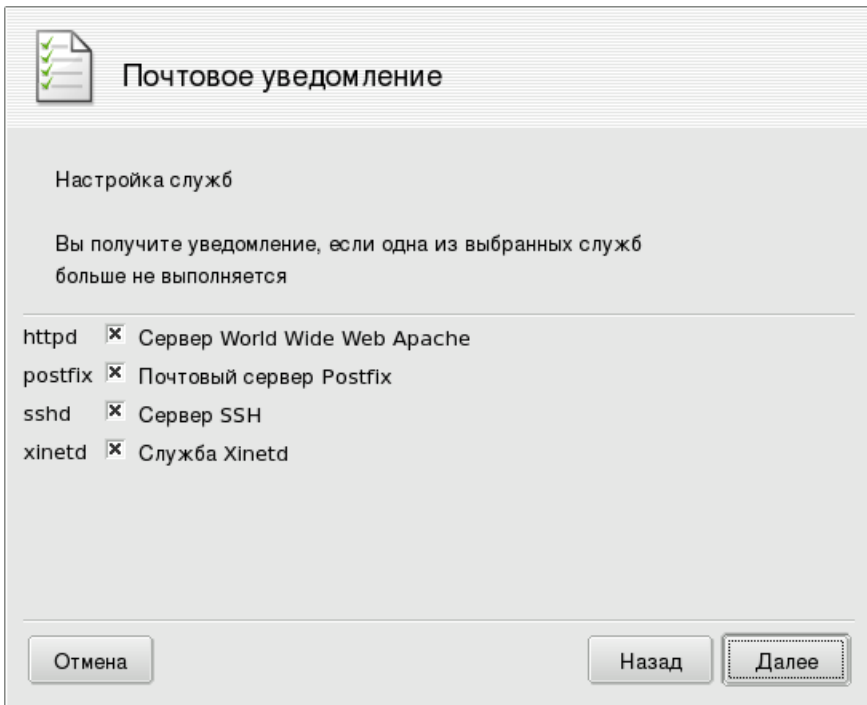 Почтовое уведомление
Настройка служб
Вы получите уведомление, если одна из выбранных служб
больше не выполняется
httpd Сервер World Wide Web Apache
postfix Почтовый сервер Postfix
sshd Сервер SSH
xinetd Служба Xinetd
Отмена Назад Далее